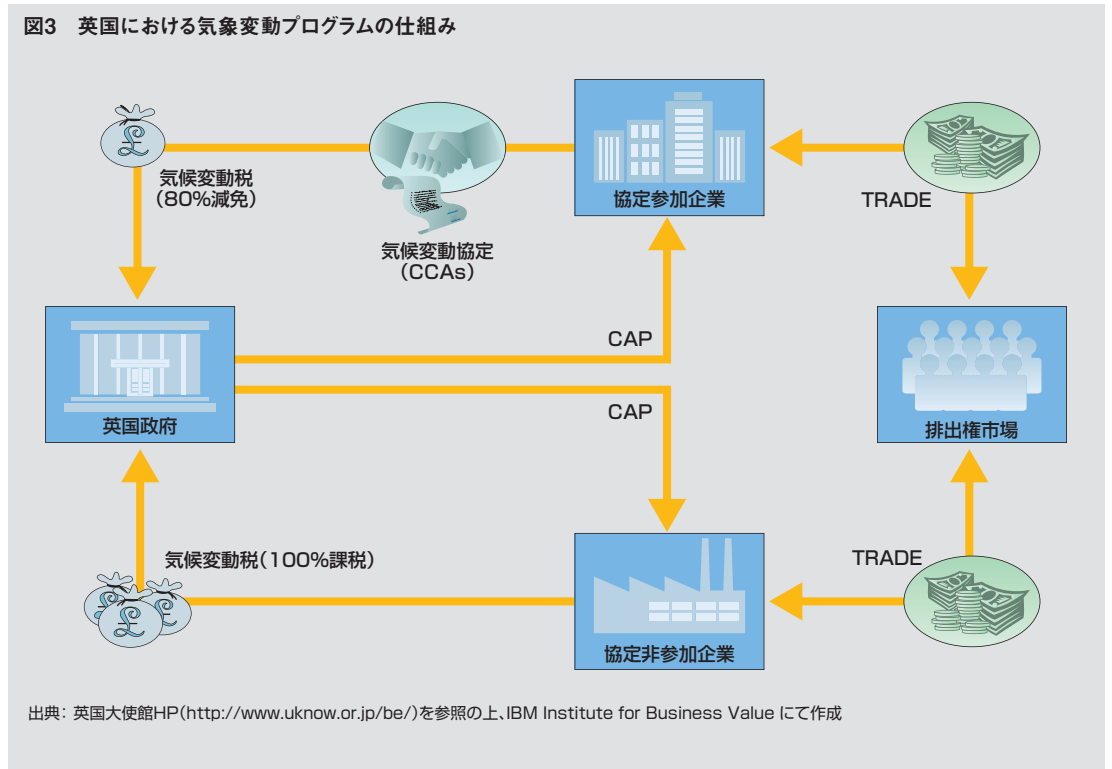 図3　英国における気象変動プログラムの仕組み
気候変動税
（80%減免）
気候変動協定
（CCAs）
協定参加企業
TRADE
CAP
CAP
英国政府
排出権市場
気候変動税（100%課税）
TRADE
協定非参加企業
出典： 英国大使館HP（http://www.uknow.or.jp/be/）を参照の上、IBM Institute for Business Value にて作成